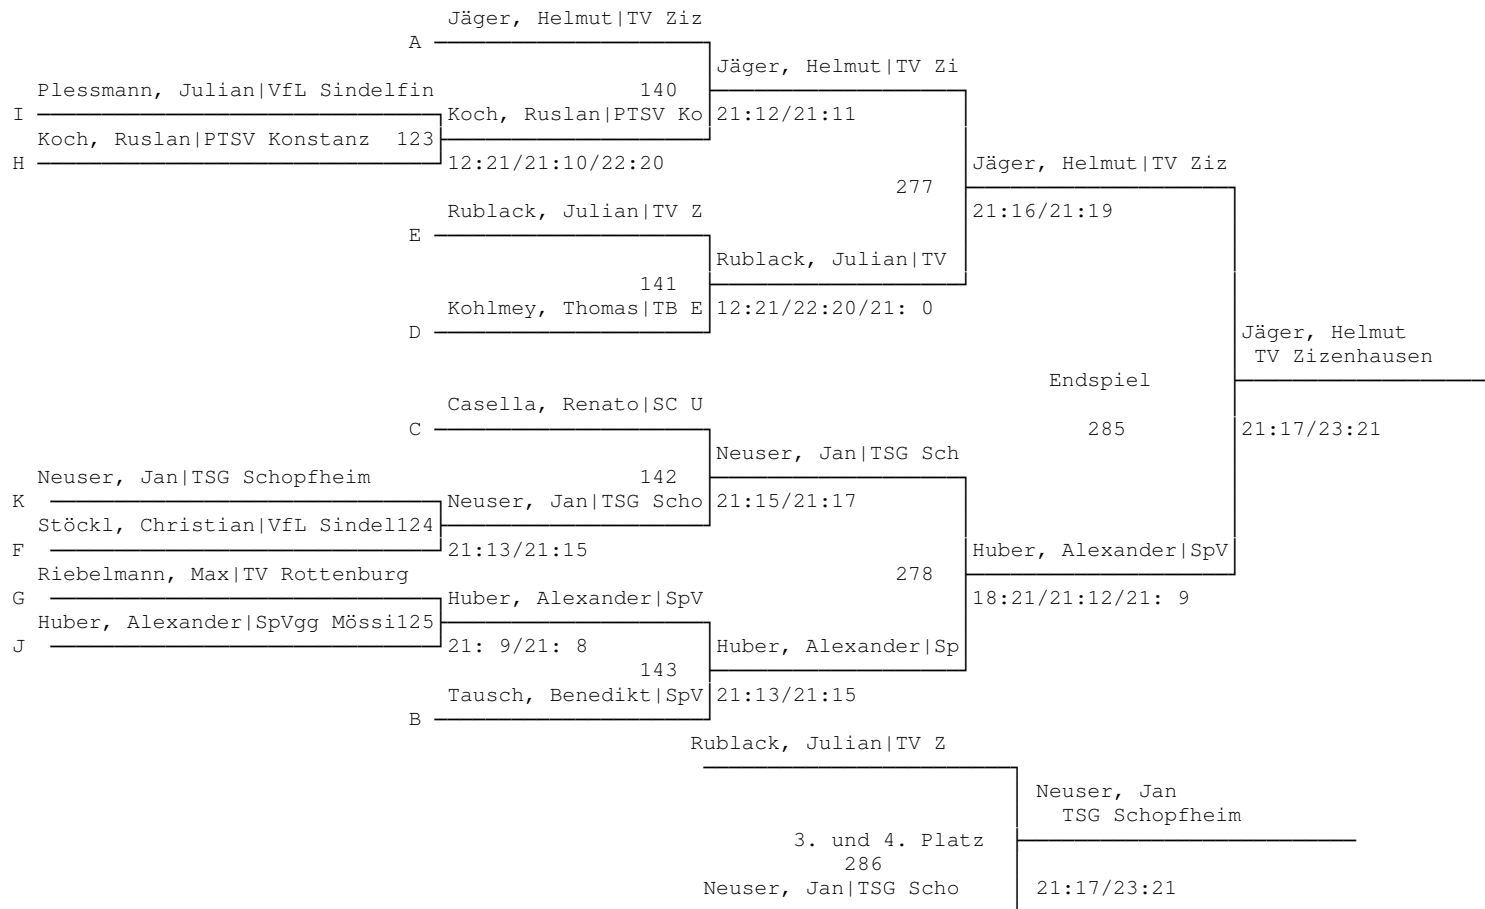 Jäger, Helmut|TV Ziz
A
Jäger, Helmut|TV Zi
Plessmann, Julian|VfL Sindelfin 140
I Koch, Ruslan|PTSV Ko 21:12/21:11
Koch, Ruslan|PTSV Konstanz 123
H 12:21/21:10/22:20 Jäger, Helmut|TV Ziz
277
Rublack, Julian|TV Z 21:16/21:19
E
Rublack, Julian|TV
141
Kohlmey, Thomas|TB E 12:21/22:20/21: 0
D Jäger, Helmut
TV Zizenhausen
Endspiel
Casella, Renato|SC U
C 285 21:17/23:21
Neuser, Jan|TSG Sch
Neuser, Jan|TSG Schopfheim 142
K Neuser, Jan|TSG Scho 21:15/21:17
Stöckl, Christian|VfL Sindel124
F 21:13/21:15 Huber, Alexander|SpV
Riebelmann, Max|TV Rottenburg 278
G Huber, Alexander|SpV 18:21/21:12/21: 9
Huber, Alexander|SpVgg Mössi125
J 21: 9/21: 8 Huber, Alexander|Sp
143
Tausch, Benedikt|SpV 21:13/21:15
B
Rublack, Julian|TV Z
Neuser, Jan
TSG Schopfheim
3. und 4. Platz
286
Neuser, Jan|TSG Scho 21:17/23:21